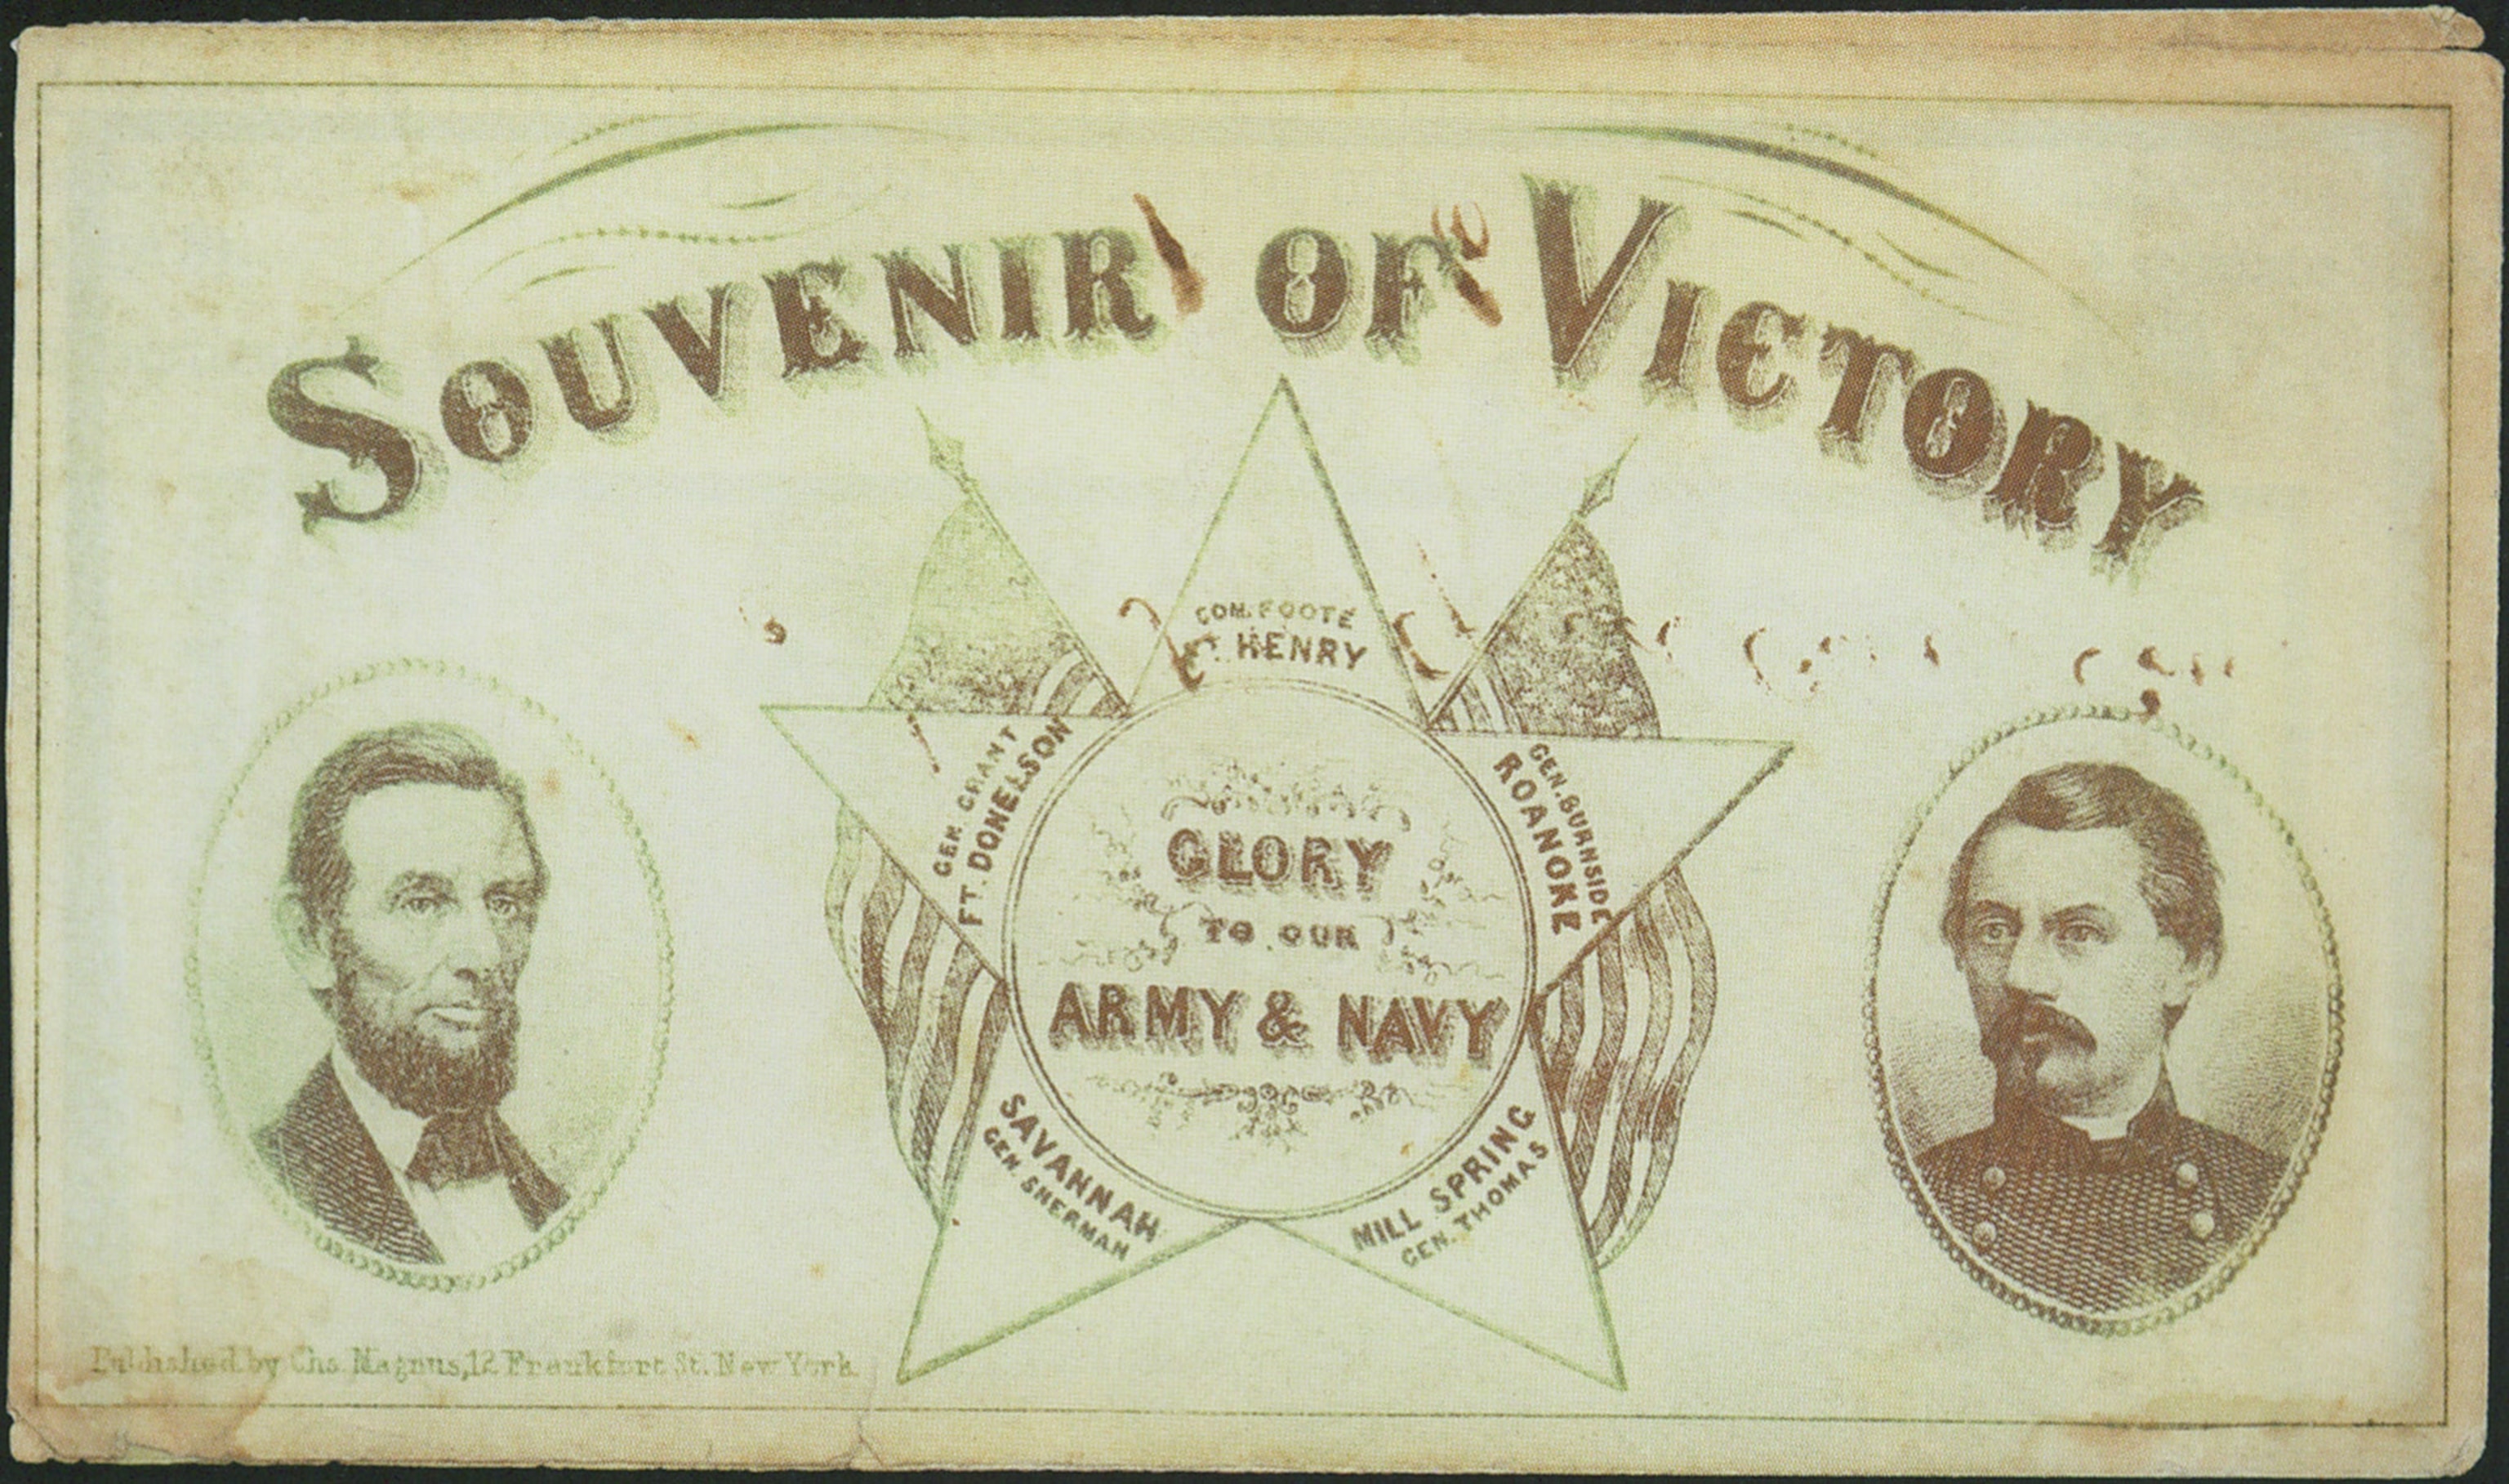 SOUVENIR OF VICTORY
COM. FOOTE
FT. HENRY
GEN. GRANT
FT. DONELSON
GEN. BURNSIDE
ROANOKE
GLORY
TO OUR
ARMY & NAVY
SAVANNAH
GEN. SHERMAN
MILL SPRING
GEN. THOMAS
Published by Chs. Magnus, 12 Frankfort St. New York